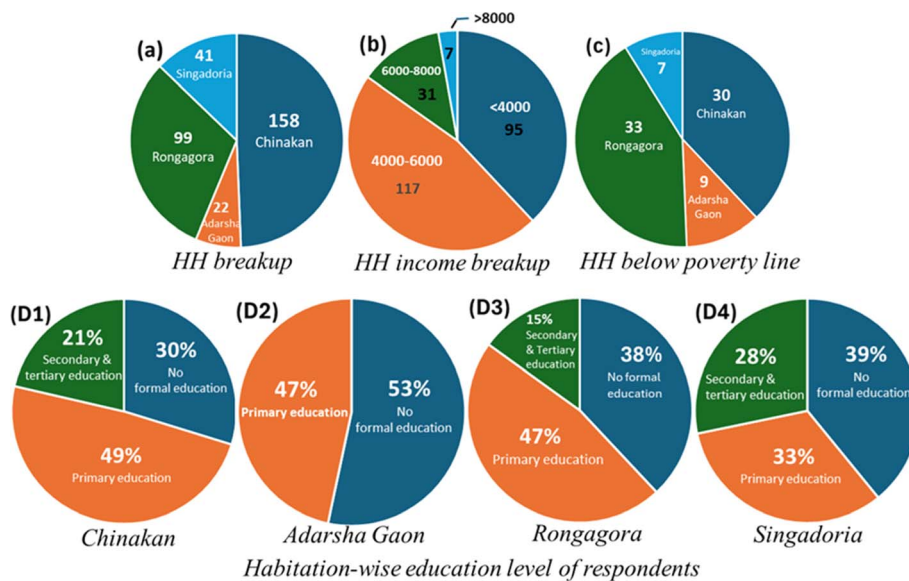 >8000
(a)
41
Singadoria
158
Chinakan
99
Rongagora
22
Adarsha
Gaon
HH breakup
(b)
7
6000-8000
31
<4000
95
4000-6000
117
HH income breakup
(c)
Singadoria
7
30
Chinakan
33
Rongagora
9
Adarsha
Gaon
HH below poverty line
(D1)
21%
Secondary &
tertiary education
30%
No
formal education
49%
Primary education
Chinakan
(D2)
47%
Primary education
53%
No
formal education
Adarsha Gaon
(D3)
15%
Secondary
& Tertiary
education
38%
No formal
education
47%
Primary education
Rongagora
(D4)
28%
Secondary &
tertiary education
39%
No
formal education
33%
Primary education
Singadoria
Habitation-wise education level of respondents